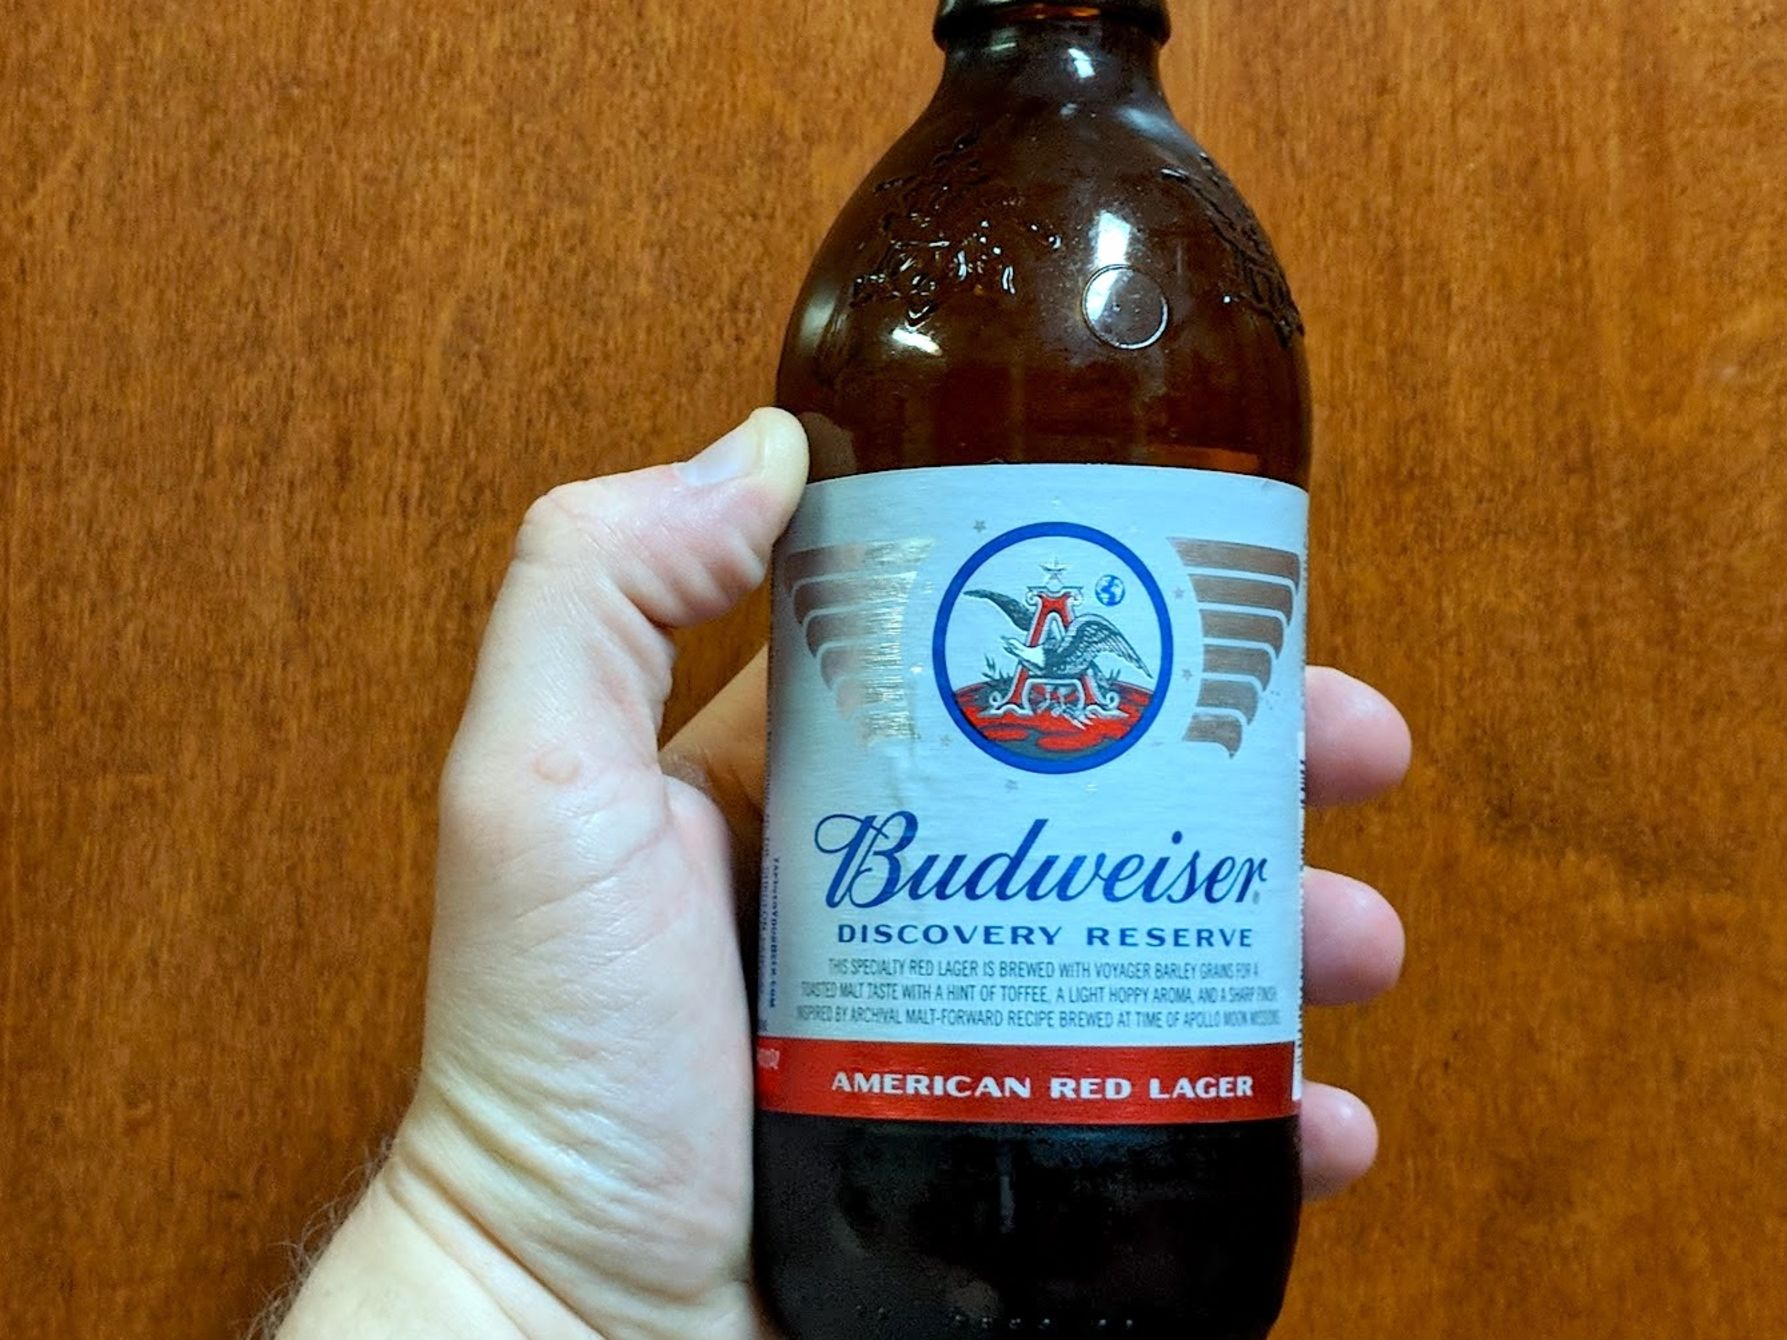 A
Budweiser
DISCOVERY RESERVE
THIS SPECIALTY RED LAGER IS BREWED WITH VOYAGER BARLEY GRAINS FOR A
TOASTED MALT TASTE WITH A HINT OF TOFFEE, A LIGHT HOPPY AROMA, AND A SHARP FINISH.
INSPIRED BY ARCHIVAL MALT-FORWARD RECIPE BREWED AT TIME OF APOLLO MOON MISSIONS.
AMERICAN RED LAGER